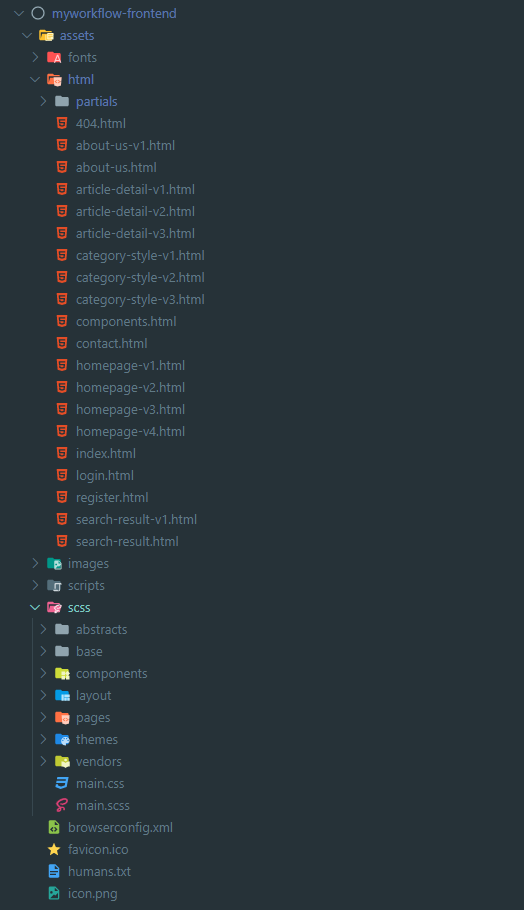 myworkflow-frontend
assets
fonts
html
partials
404.html
about-us-v1.html
about-us.html
article-detail-v1.html
article-detail-v2.html
article-detail-v3.html
category-style-v1.html
category-style-v2.html
category-style-v3.html
components.html
contact.html
homepage-v1.html
homepage-v2.html
homepage-v3.html
homepage-v4.html
index.html
login.html
register.html
search-result-v1.html
search-result.html
images
scripts
scss
abstracts
base
components
layout
pages
themes
vendors
main.css
main.scss
browserconfig.xml
favicon.ico
humans.txt
icon.png